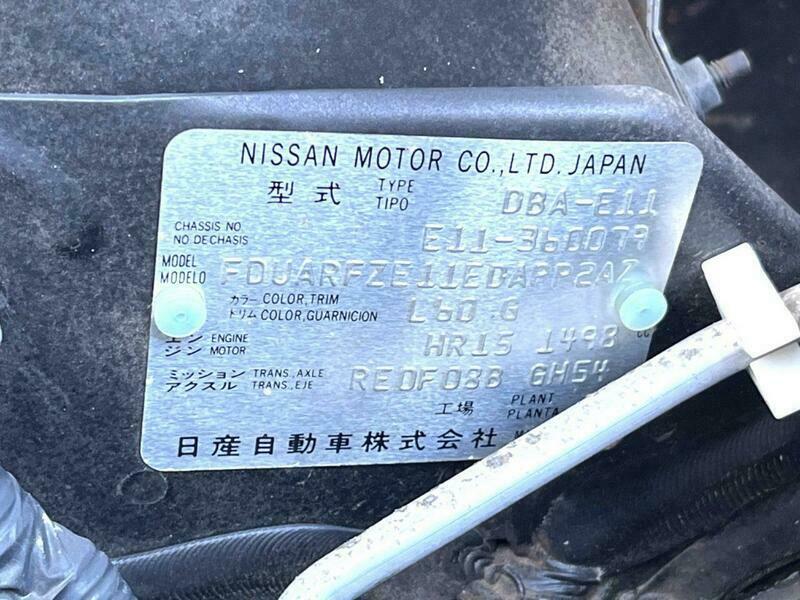 NISSAN MOTOR CO.,LTD. JAPAN
型式 TYPE TIPO DBA-E11
CHASSIS NO NO DECHASIS E11-360079
MODEL MODELO FDUARFZE11EDAPP2AZ
カラー COLOR,TRIM トリム COLOR,GUARNICION L60 G
エン ジン ENGINE MOTOR HR15 1498 CC
ミッション アクスル TRANS.,AXLE TRANS.,EJE RE0F08B GH54
工場 PLANT PLANTA
日産自動車株式会社